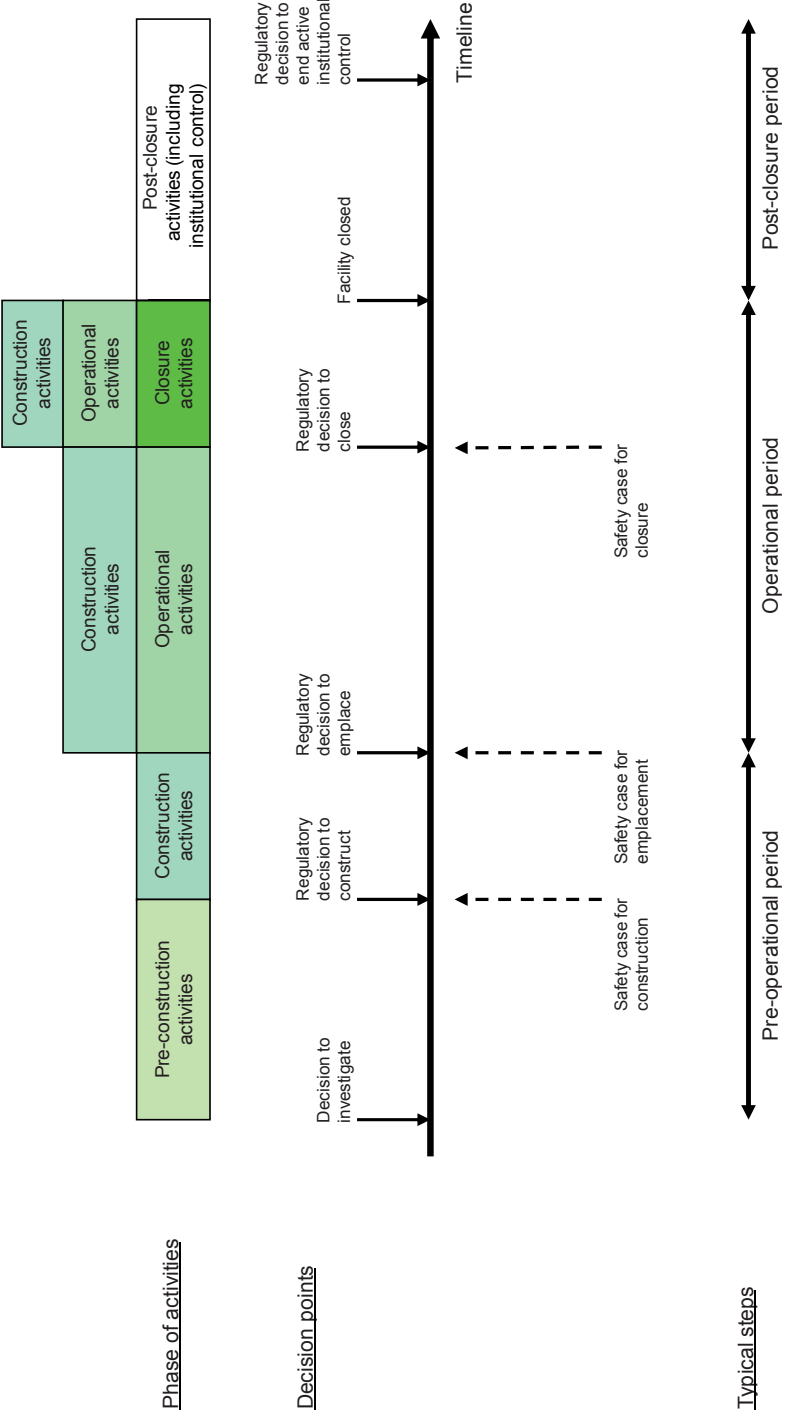 Phase of activities
Construction
activities
Construction
activities
Operational
activities
Pre-construction
activities
Construction
activities
Operational
activities
Closure
activities
Post-closure
activities (including
institutional control)
Decision points
Decision to
investigate
Regulatory
decision to
construct
Regulatory
decision to
emplace
Regulatory
decision to
close
Facility closed
Regulatory
decision to
end active
institutional
control
Timeline
Safety case for
construction
Safety case for
emplacement
Safety case for
closure
Typical steps
Pre-operational period
Operational period
Post-closure period